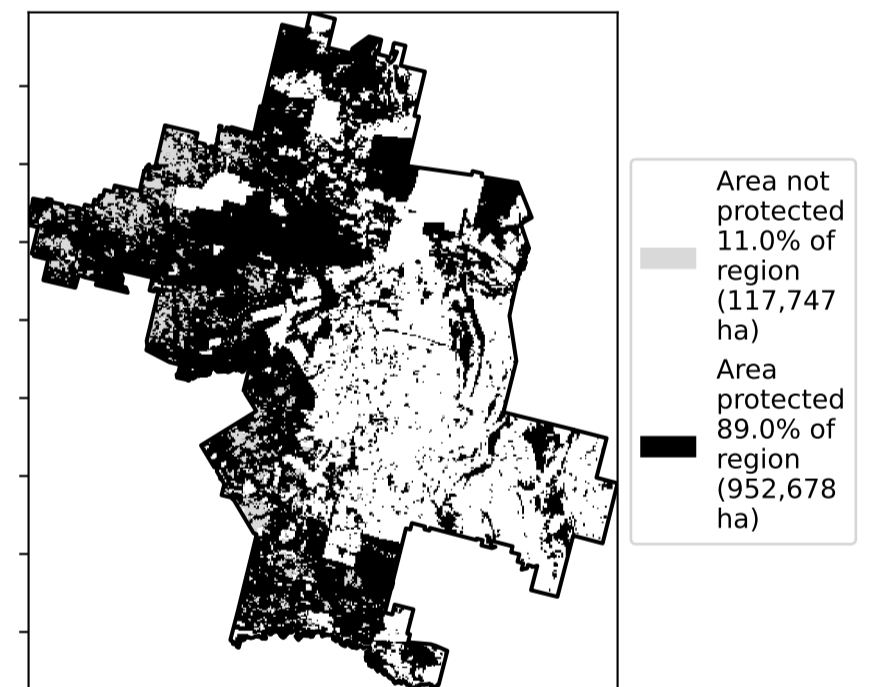 Area not
protected
11.0% of
region
(117,747
ha)
Area
protected
89.0% of
region
(952,678
ha)